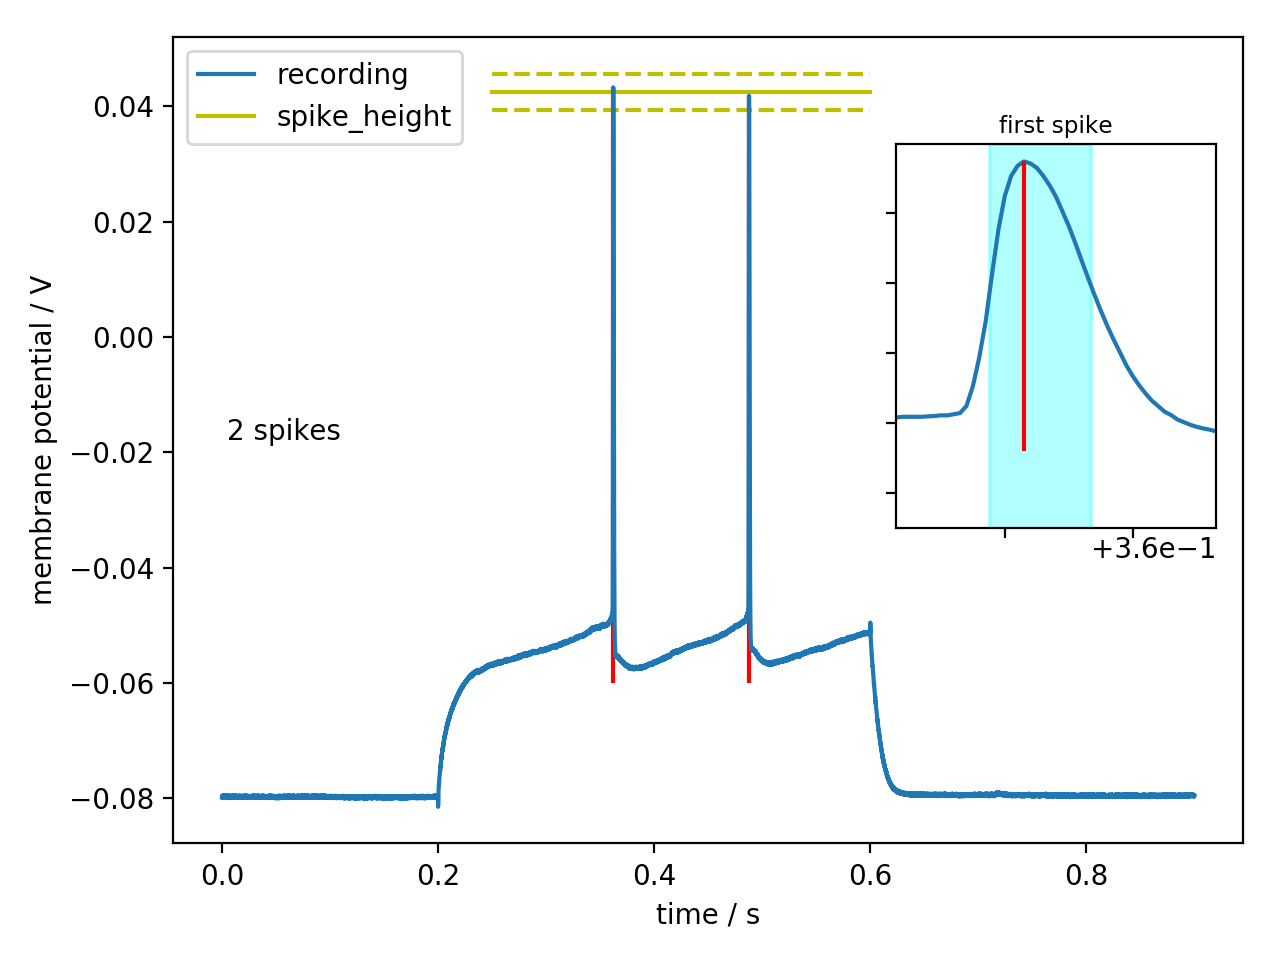 recording
spike_height
first spike
+3.6e−1
2 spikes
membrane potential / V
0.04
0.02
0.00
−0.02
−0.04
−0.06
−0.08
0.0 0.2 0.4 0.6 0.8
time / s